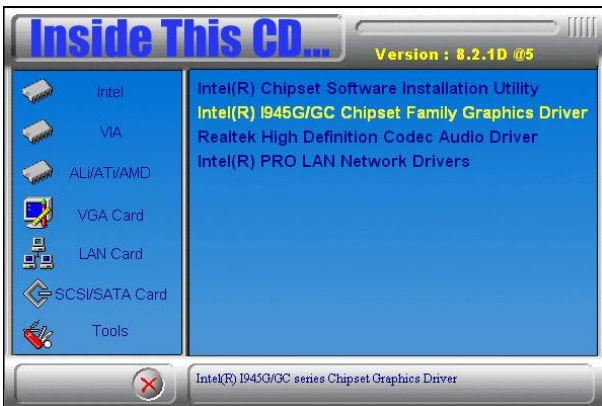 Inside This CD...
Version : 8.2.1D @5
Intel
VIA
ALi/ATi/AMD
VGA Card
LAN Card
SCSI/SATA Card
Tools
Intel(R) Chipset Software Installation Utility
Intel(R) I945G/GC Chipset Family Graphics Driver
Realtek High Definition Codec Audio Driver
Intel(R) PRO LAN Network Drivers
Intel(R) I945G/GC series Chipset Graphics Driver